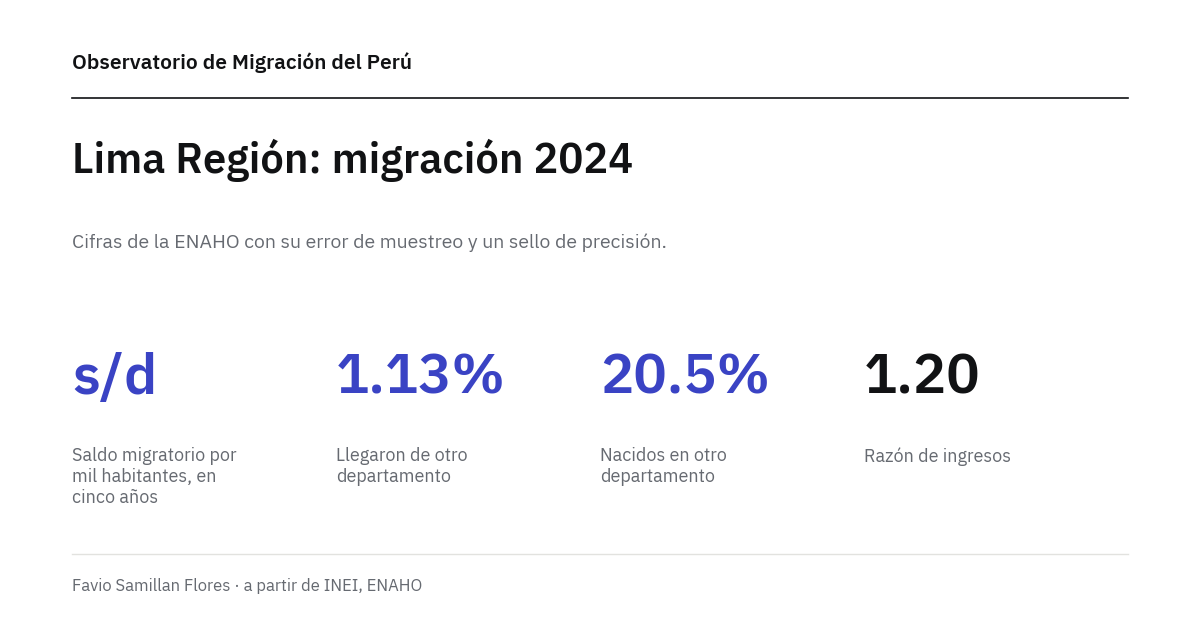 Observatorio de Migración del Perú
Lima Región: migración 2024
Cifras de la ENAHO con su error de muestreo y un sello de precisión.
s/d
Saldo migratorio por
mil habitantes, en
cinco años
1.13%
Llegaron de otro
departamento
20.5%
Nacidos en otro
departamento
1.20
Razón de ingresos
Favio Samillan Flores · a partir de INEI, ENAHO